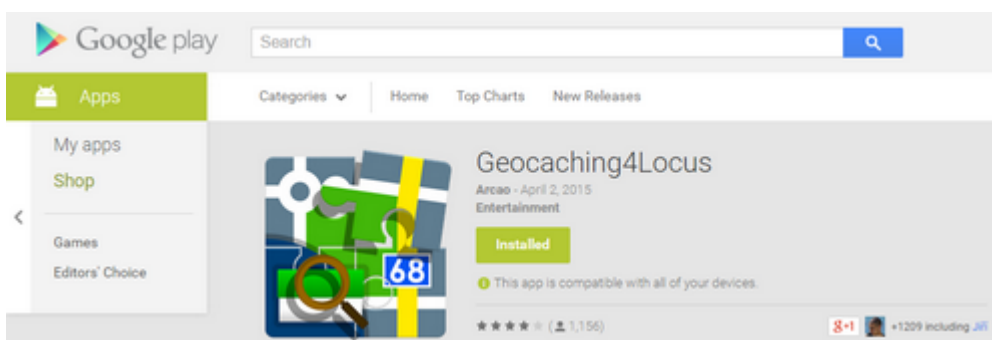 Google play
Search
Apps
Categories Home Top Charts New Releases
My apps
Shop
Games
Editors' Choice
Geocaching4Locus
Arcao - April 2, 2015
Entertainment
Installed
This app is compatible with all of your devices.
68
(1,156)
g+1 +1209 including Jiří